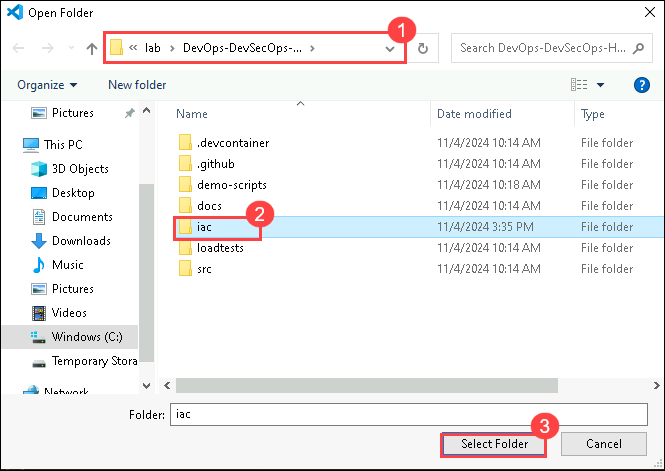 Open Folder
1
« lab > DevOps-DevSecOps-... >
Search DevOps-DevSecOps-H...
Organize
New folder
?
Pictures
This PC
3D Objects
Desktop
Documents
Downloads
Music
Pictures
Videos
Windows (C:)
Temporary Stora
Network
Name Date modified Type
.devcontainer 11/4/2024 10:14 AM File folder
.github 11/4/2024 10:14 AM File folder
demo-scripts 11/4/2024 10:18 AM File folder
docs 11/4/2024 10:14 AM File folder
2
iac 11/4/2024 3:35 PM File folder
loadtests 11/4/2024 10:14 AM File folder
src 11/4/2024 10:14 AM File folder
Folder: iac
3
Select Folder
Cancel